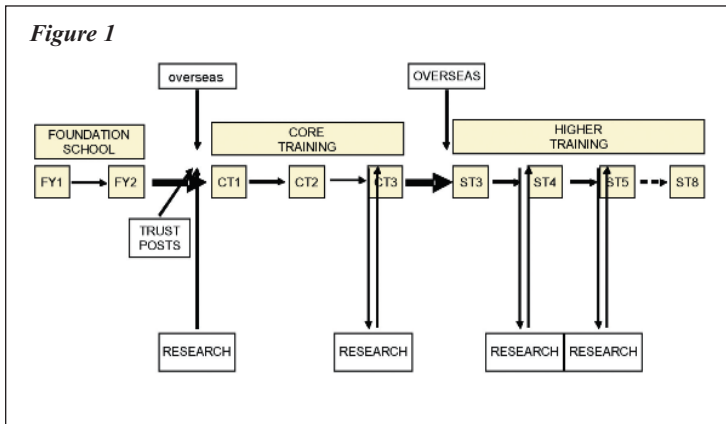 Figure 1
overseas
OVERSEAS
FOUNDATION
SCHOOL
CORE
TRAINING
HIGHER
TRAINING
FY1
FY2
CT1
CT2
CT3
ST3
ST4
ST5
ST8
TRUST
POSTS
RESEARCH
RESEARCH
RESEARCH
RESEARCH